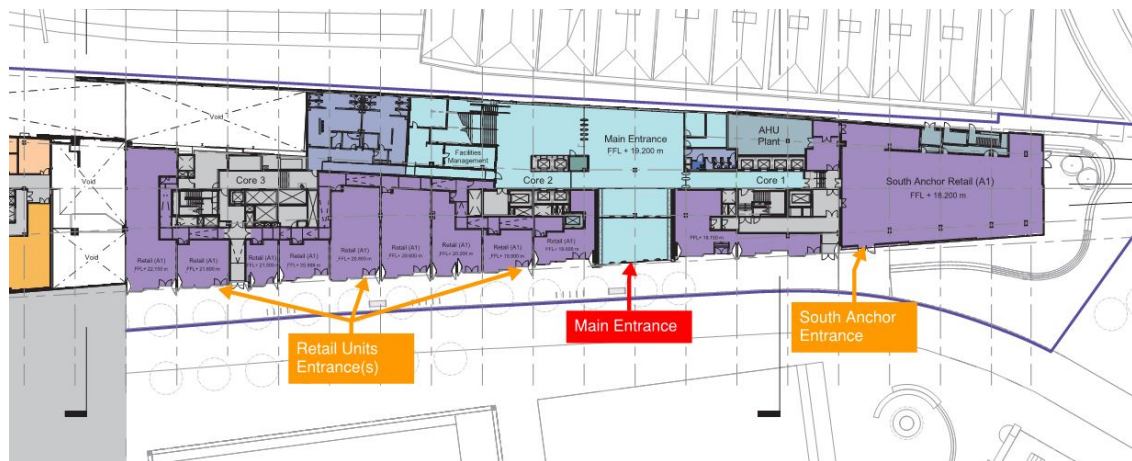 Void
Void
Void
Facilities
Management
Main Entrance
FFL + 19.200 m
AHU
Plant
Core 3
Core 2
Core 1
South Anchor Retail (A1)
FFL + 18.200 m
Retail (A1)
Retail (A1)
Retail (A1)
Retail (A1)
Retail (A1)
Retail (A1)
Retail (A1)
Retail (A1)
Retail (A1)
Retail Units
Entrance(s)
Main Entrance
South Anchor
Entrance